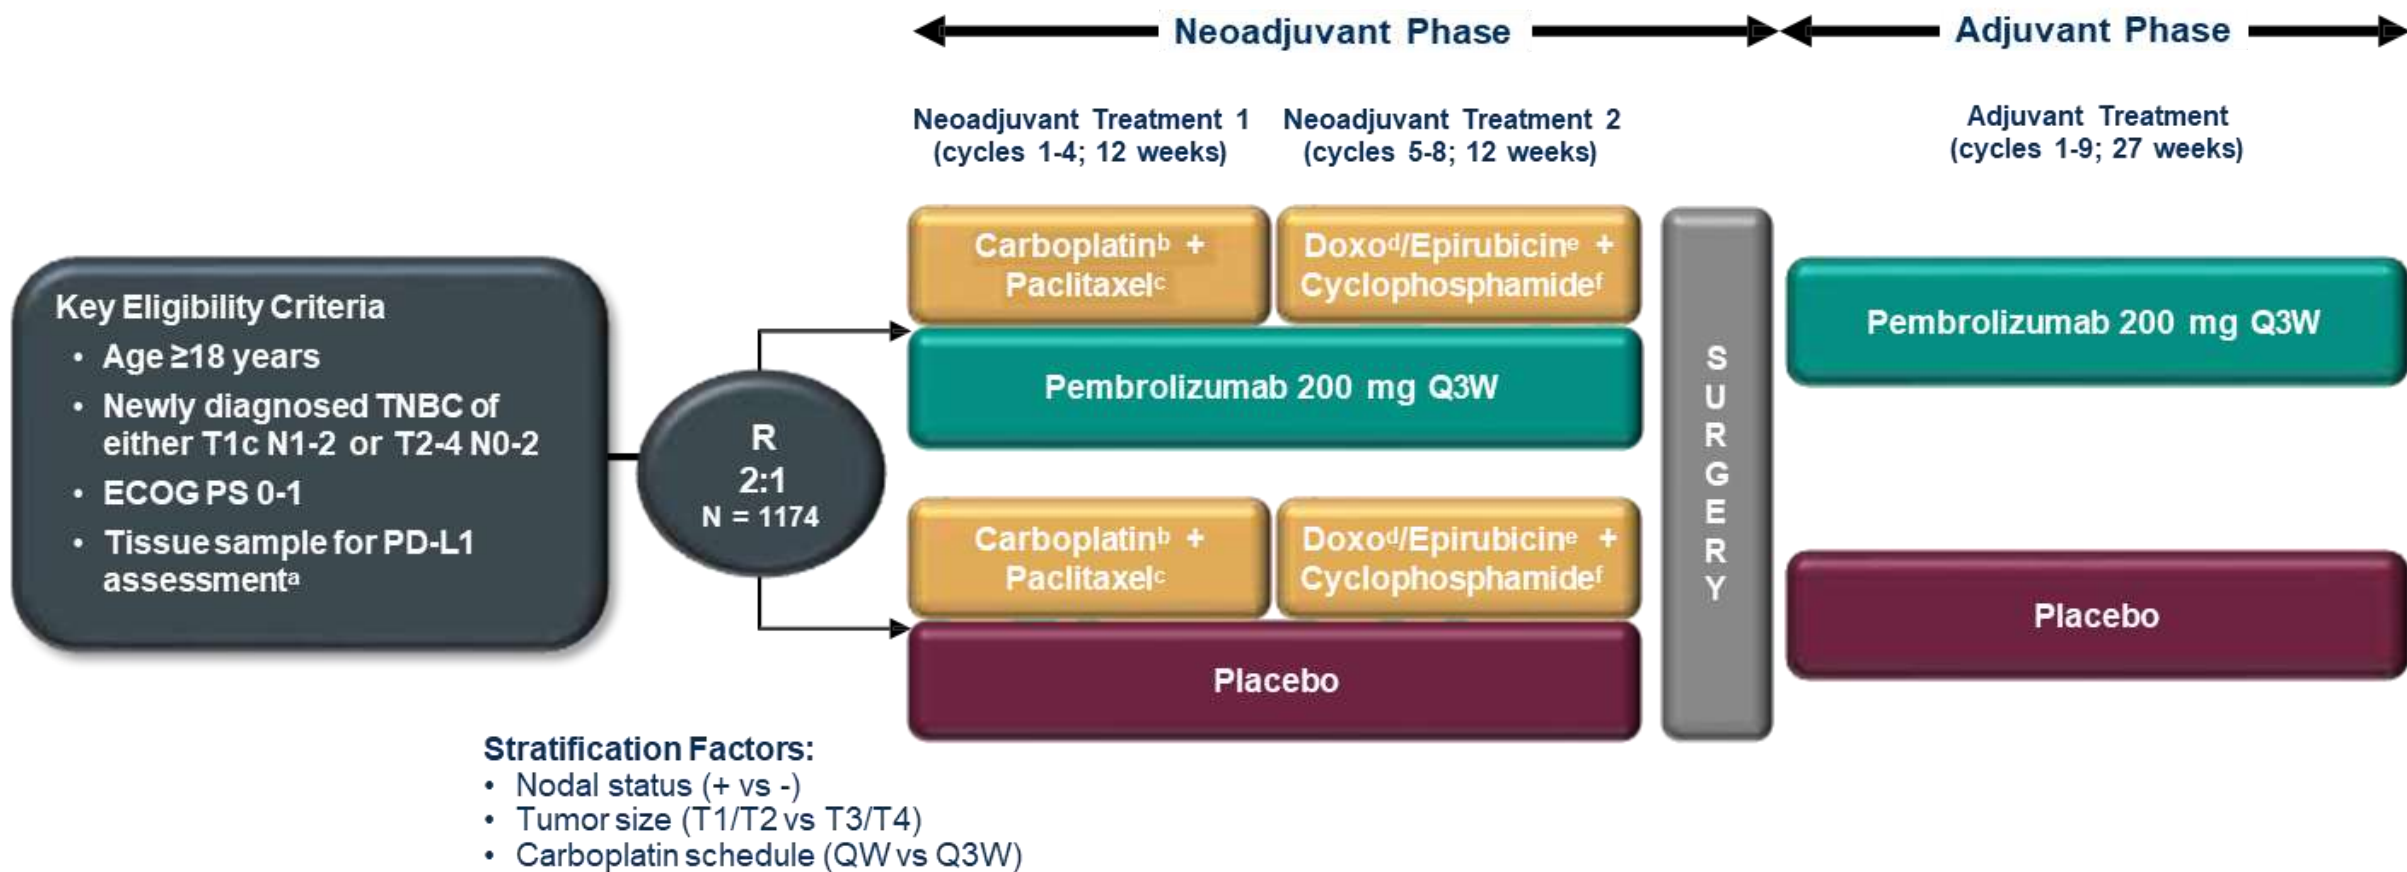 Neoadjuvant Phase
Adjuvant Phase
Neoadjuvant Treatment 1
(cycles 1-4; 12 weeks)
Neoadjuvant Treatment 2
(cycles 5-8; 12 weeks)
Adjuvant Treatment
(cycles 1-9; 27 weeks)
Key Eligibility Criteria
• Age ≥18 years
• Newly diagnosed TNBC of
either T1c N1-2 or T2-4 N0-2
• ECOG PS 0-1
• Tissue sample for PD-L1
assessmentᵃ
R
2:1
N = 1174
Carboplatinᵇ +
Paclitaxelᶜ
Doxoᵈ/Epirubicinᵉ +
Cyclophosphamideᶠ
Pembrolizumab 200 mg Q3W
Carboplatinᵇ +
Paclitaxelᶜ
Doxoᵈ/Epirubicinᵉ +
Cyclophosphamideᶠ
Placebo
SURGERY
Pembrolizumab 200 mg Q3W
Placebo
Stratification Factors:
• Nodal status (+ vs -)
• Tumor size (T1/T2 vs T3/T4)
• Carboplatin schedule (QW vs Q3W)